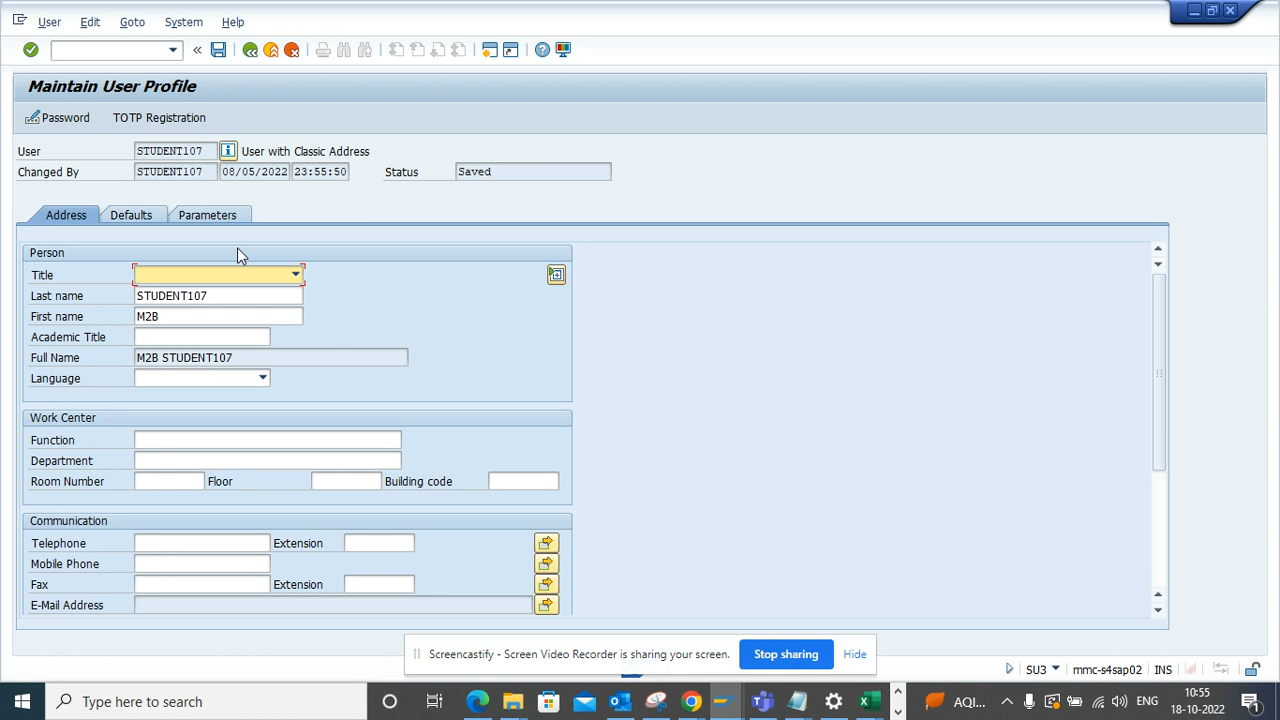 User Edit Goto System Help
Maintain User Profile
Password TOTP Registration
User STUDENT107 User with Classic Address
Changed By STUDENT107 08/05/2022 23:55:50 Status Saved
Address Defaults Parameters
Person
Title
Last name STUDENT107
First name M2B
Academic Title
Full Name M2B STUDENT107
Language
Work Center
Function
Department
Room Number Floor Building code
Communication
Telephone Extension
Mobile Phone
Fax Extension
E-Mail Address
Screencastify - Screen Video Recorder is sharing your screen. Stop sharing Hide
SU3 mmc-s4sap02 INS
Type here to search AQI... ENG 10:55
18-10-2022 1